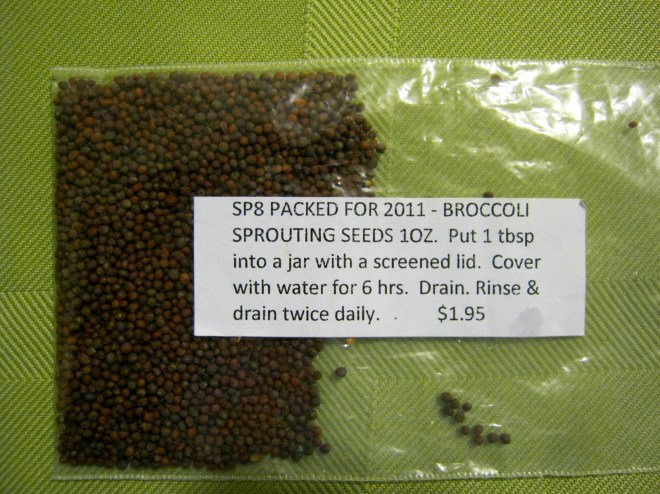 SP8 PACKED FOR 2011 - BROCCOLI
SPROUTING SEEDS 1OZ. Put 1 tbsp
into a jar with a screened lid. Cover
with water for 6 hrs. Drain. Rinse &
drain twice daily. $1.95